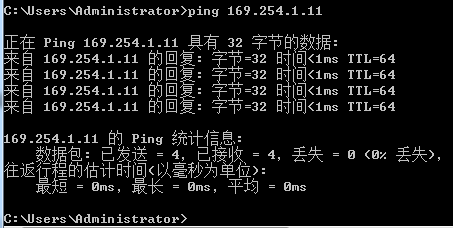 C:\Users\Administrator>ping 169.254.1.11
正在 Ping 169.254.1.11 具有 32 字节的数据:
来自 169.254.1.11 的回复: 字节=32 时间<1ms TTL=64
来自 169.254.1.11 的回复: 字节=32 时间<1ms TTL=64
来自 169.254.1.11 的回复: 字节=32 时间<1ms TTL=64
来自 169.254.1.11 的回复: 字节=32 时间<1ms TTL=64
169.254.1.11 的 Ping 统计信息:
数据包: 已发送 = 4, 已接收 = 4, 丢失 = 0 (0% 丢失),
往返行程的估计时间(以毫秒为单位):
最短 = 0ms, 最长 = 0ms, 平均 = 0ms
C:\Users\Administrator>